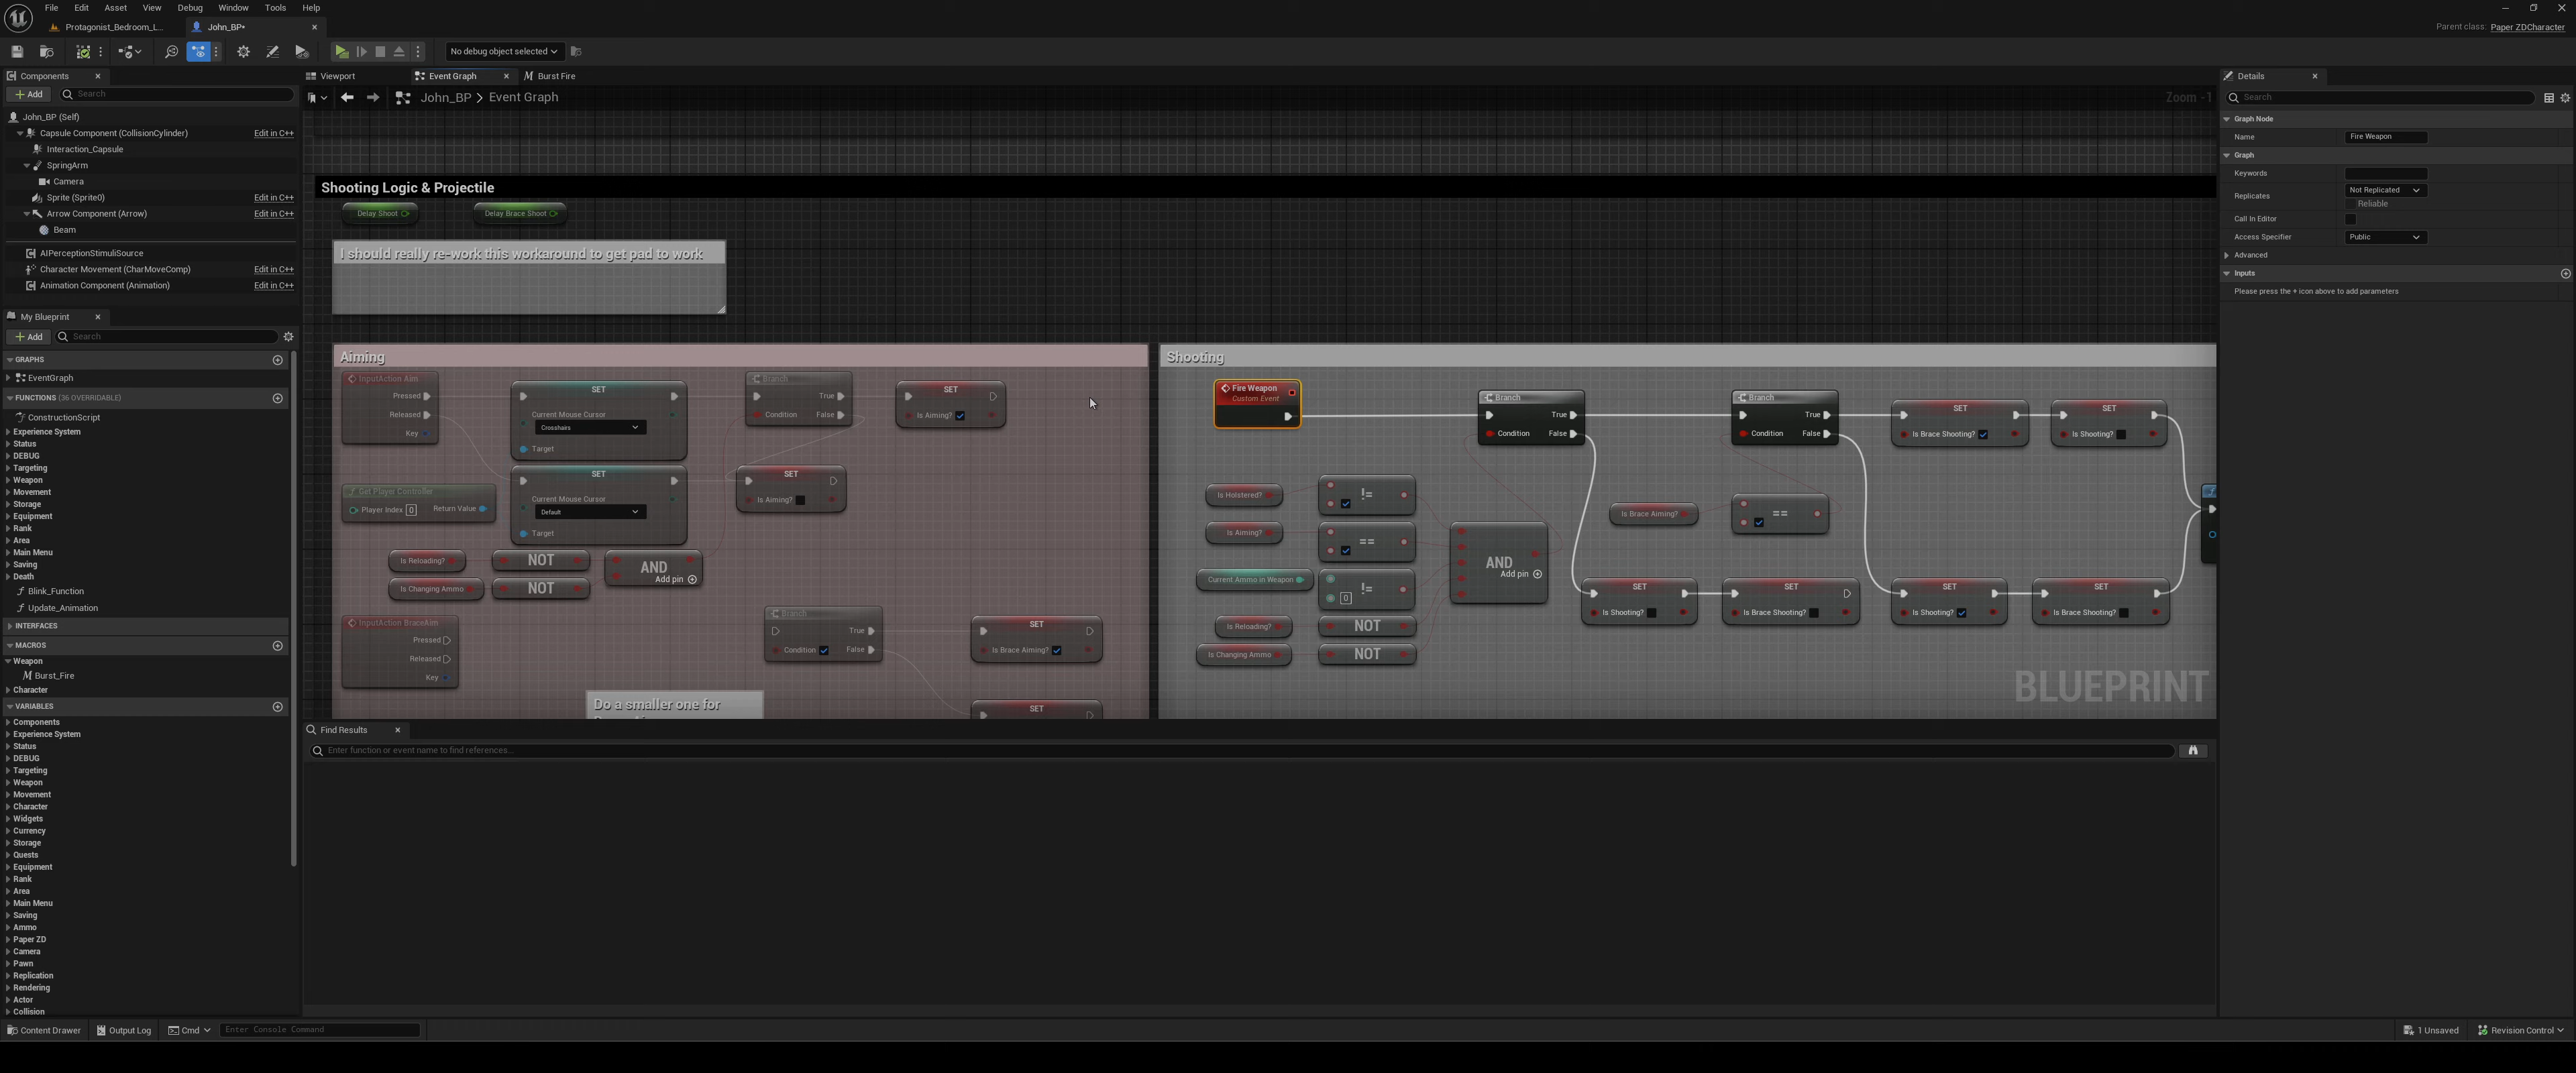 File Edit Asset View Debug Window Tools Help
Protagonist_Bedroom_L...
John_BP*
Parent class: Paper ZDCharacter
No debug object selected
Components
Add
Search
John_BP (Self)
Capsule Component (CollisionCylinder) Edit in C++
Interaction_Capsule
SpringArm
Camera
Sprite (Sprite0) Edit in C++
Arrow Component (Arrow) Edit in C++
Beam
AIPerceptionStimuliSource
Character Movement (CharMoveComp) Edit in C++
Animation Component (Animation) Edit in C++
My Blueprint
Add
Search
GRAPHS
EventGraph
FUNCTIONS (36 OVERRIDABLE)
ConstructionScript
Experience System
Status
DEBUG
Targeting
Weapon
Movement
Storage
Equipment
Rank
Area
Main Menu
Saving
Death
Blink_Function
Update_Animation
INTERFACES
MACROS
Weapon
Burst_Fire
Character
VARIABLES
Components
Experience System
Status
DEBUG
Targeting
Weapon
Movement
Character
Widgets
Currency
Storage
Quests
Equipment
Rank
Area
Main Menu
Saving
Ammo
Paper ZD
Camera
Pawn
Replication
Rendering
Actor
Collision
Viewport
Event Graph
Burst Fire
John_BP > Event Graph
Zoom -1
Shooting Logic & Projectile
Delay Shoot
Delay Brace Shoot
I should really re-work this workaround to get pad to work
Aiming
InputAction Aim
Pressed
Released
Key
SET
Current Mouse Cursor
Crosshairs
Target
Branch
True
Condition
False
SET
Is Aiming?
Get Player Controller
Player Index 0
Return Value
SET
Current Mouse Cursor
Default
Target
SET
Is Aiming?
Is Reloading?
NOT
Is Changing Ammo
NOT
AND
Add pin
InputAction BraceAim
Pressed
Released
Key
Branch
True
Condition
False
SET
Is Brace Aiming?
Do a smaller one for
SET
Shooting
Fire Weapon
Custom Event
Branch
True
Condition
False
Branch
True
Condition
False
SET
Is Brace Shooting?
SET
Is Shooting?
Is Holstered?
!=
Is Aiming?
==
Current Ammo in Weapon
!=
0
Is Reloading?
NOT
Is Changing Ammo
NOT
AND
Add pin
Is Brace Aiming?
==
SET
Is Shooting?
SET
Is Brace Shooting?
SET
Is Shooting?
SET
Is Brace Shooting?
BLUEPRINT
Find Results
Enter function or event name to find references...
Details
Search
Graph Node
Name
Fire Weapon
Graph
Keywords
Replicates
Not Replicated
Reliable
Call In Editor
Access Specifier
Public
Advanced
Inputs
Please press the + icon above to add parameters
Content Drawer
Output Log
Cmd
Enter Console Command
1 Unsaved
Revision Control